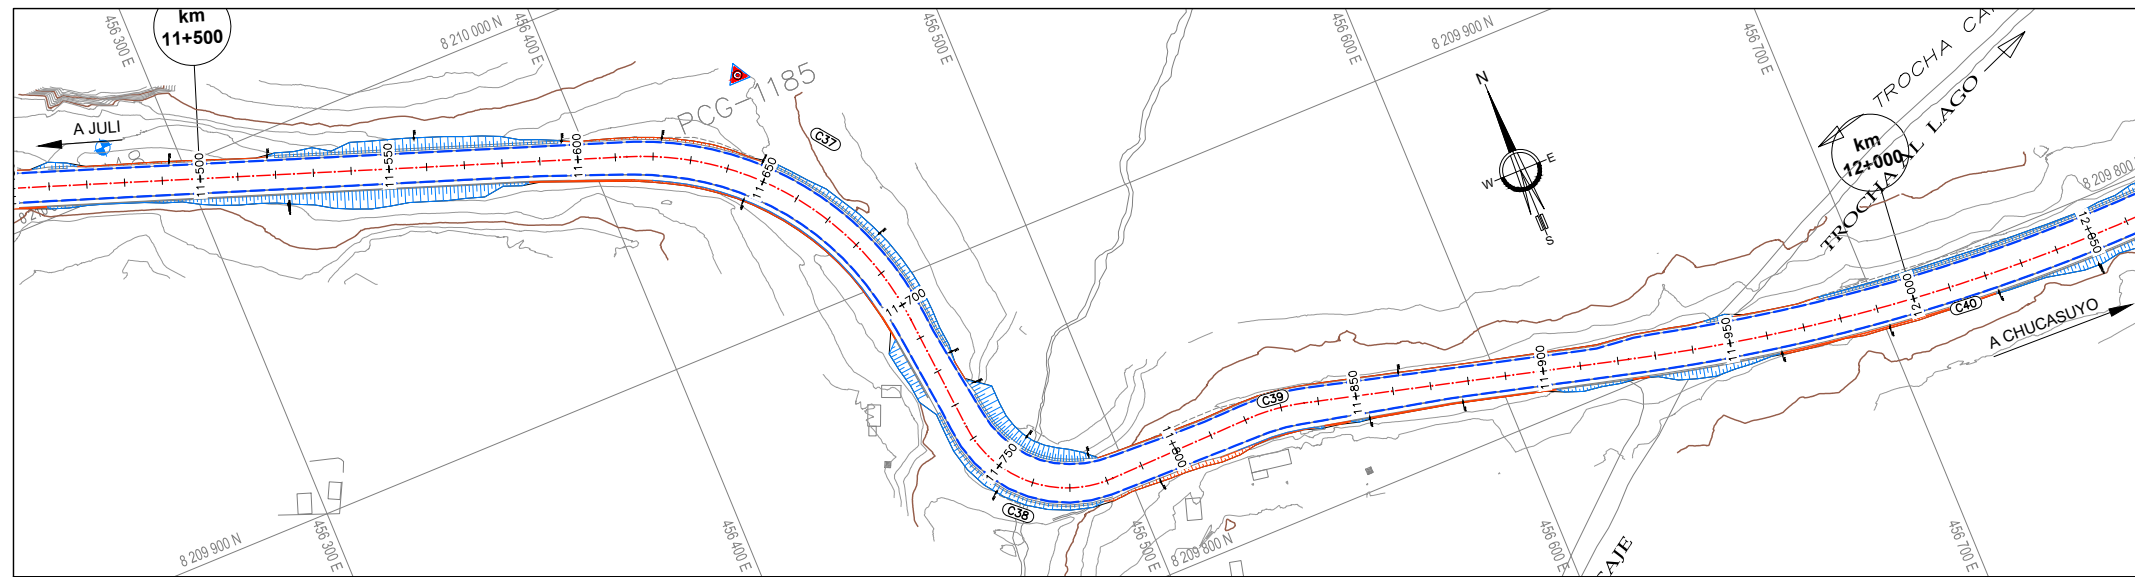 km
11+500
456 300 E
8 210 000 N
456 400 E
456 500 E
456 600 E
8 209 900 N
456 700 E
TROCHA
TROCHA AL LAGO
km
12+000
PCG-1185
A JULI
C37
N
E
W
S
11+500
11+550
11+600
11+650
11+700
11+750
11+800
11+850
11+900
11+950
12+000
12+050
8 209 800
C38
C39
C40
A CHUCASUYO
8 209 900 N
456 300 E
456 400 E
456 500 E
8 209 800 N
456 600 E
456 700 E